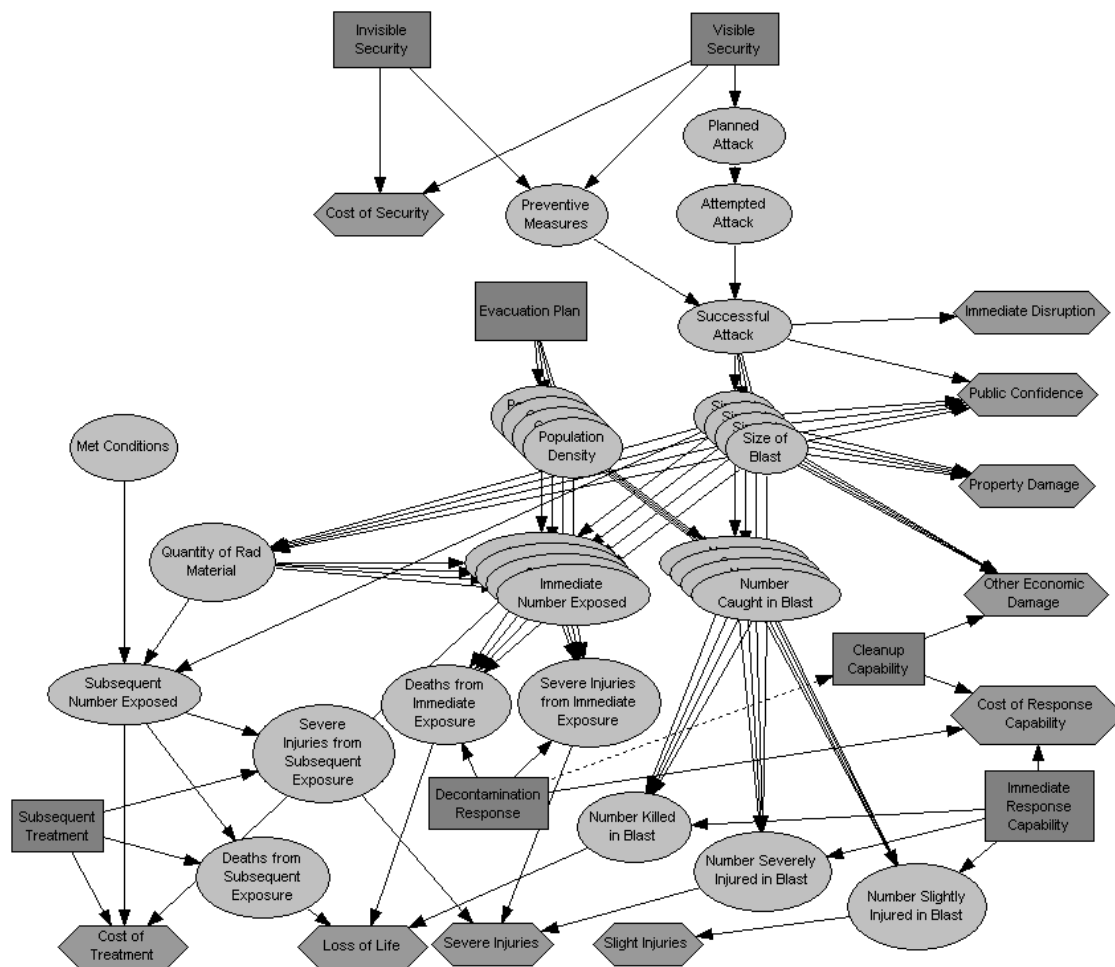 Invisible
Security
Visible
Security
Planned
Attack
Cost of Security
Preventive
Measures
Attempted
Attack
Evacuation Plan
Successful
Attack
Immediate Disruption
Public Confidence
Met Conditions
Population
Density
Size of
Blast
Property Damage
Quantity of Rad
Material
Immediate
Number Exposed
Number
Caught in Blast
Other Economic
Damage
Cleanup
Capability
Subsequent
Number Exposed
Deaths from
Immediate
Exposure
Severe Injuries
from Immediate
Exposure
Cost of Response
Capability
Severe
Injuries from
Subsequent
Exposure
Subsequent
Treatment
Decontamination
Response
Number Killed
in Blast
Immediate
Response
Capability
Deaths from
Subsequent
Exposure
Number Severely
Injured in Blast
Number Slightly
Injured in Blast
Cost of
Treatment
Loss of Life
Severe Injuries
Slight Injuries